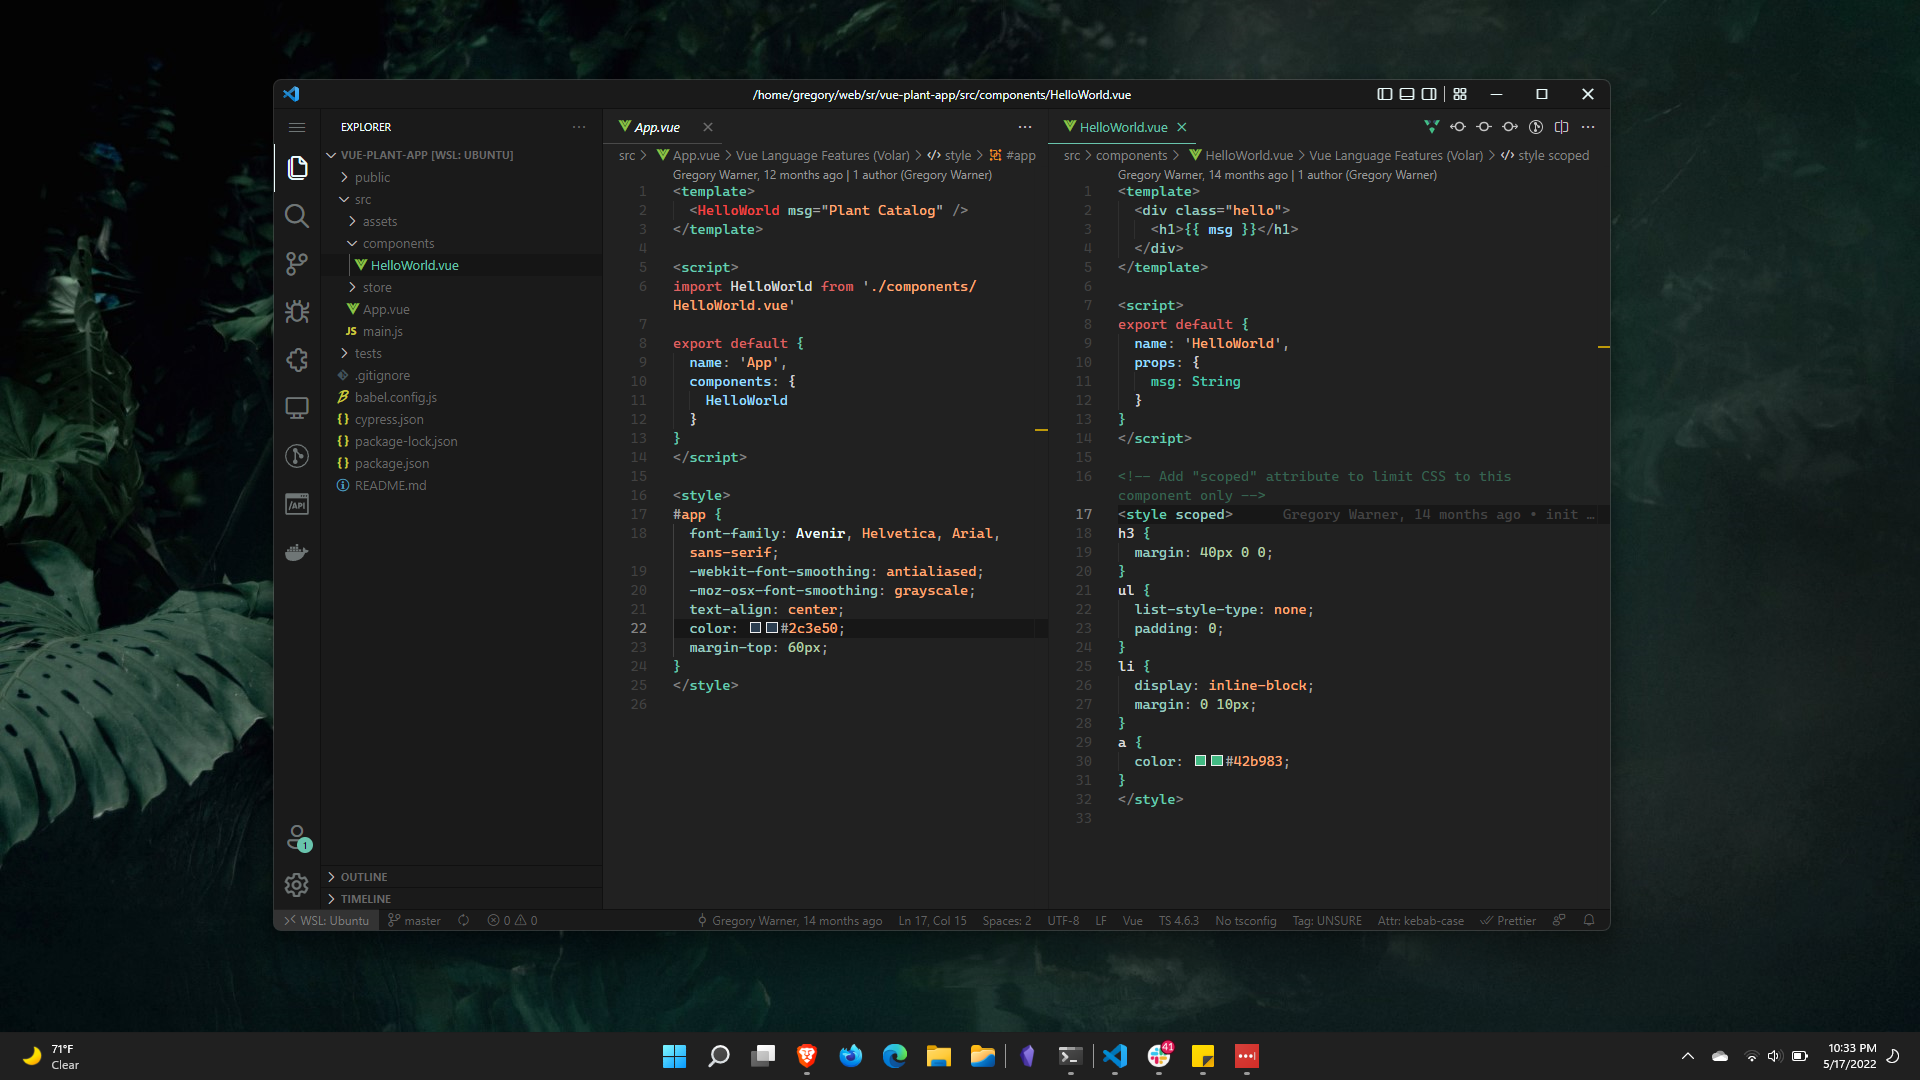 /home/gregory/web/sr/vue-plant-app/src/components/HelloWorld.vue
EXPLORER
VUE-PLANT-APP [WSL: UBUNTU]
public
src
assets
components
HelloWorld.vue
store
App.vue
JS main.js
tests
.gitignore
babel.config.js
{} cypress.json
{} package-lock.json
{} package.json
README.md
/API
1
OUTLINE
TIMELINE
App.vue
src > App.vue > Vue Language Features (Volar) > </> style > #app
Gregory Warner, 12 months ago | 1 author (Gregory Warner)
1 <template>
2 <HelloWorld msg="Plant Catalog" />
3 </template>
4
5 <script>
6 import HelloWorld from './components/
HelloWorld.vue'
7
8 export default {
9 name: 'App',
10 components: {
11 HelloWorld
12 }
13 }
14 </script>
15
16 <style>
17 #app {
18 font-family: Avenir, Helvetica, Arial,
sans-serif;
19 -webkit-font-smoothing: antialiased;
20 -moz-osx-font-smoothing: grayscale;
21 text-align: center;
22 color: #2c3e50;
23 margin-top: 60px;
24 }
25 </style>
26
HelloWorld.vue
src > components > HelloWorld.vue > Vue Language Features (Volar) > </> style scoped
Gregory Warner, 14 months ago | 1 author (Gregory Warner)
1 <template>
2 <div class="hello">
3 <h1>{{ msg }}</h1>
4 </div>
5 </template>
6
7 <script>
8 export default {
9 name: 'HelloWorld',
10 props: {
11 msg: String
12 }
13 }
14 </script>
15
16 <!-- Add "scoped" attribute to limit CSS to this
component only -->
17 <style scoped> Gregory Warner, 14 months ago • init …
18 h3 {
19 margin: 40px 0 0;
20 }
21 ul {
22 list-style-type: none;
23 padding: 0;
24 }
25 li {
26 display: inline-block;
27 margin: 0 10px;
28 }
29 a {
30 color: #42b983;
31 }
32 </style>
33
WSL: Ubuntu master 0 0 Gregory Warner, 14 months ago Ln 17, Col 15 Spaces: 2 UTF-8 LF Vue TS 4.6.3 No tsconfig Tag: UNSURE Attr: kebab-case Prettier
71°F
Clear
41
10:33 PM
5/17/2022